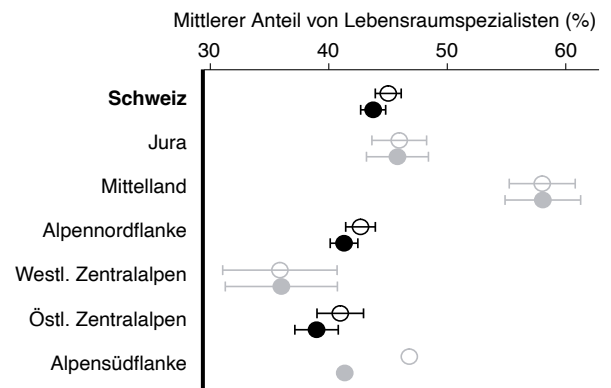 Mittlerer Anteil von Lebensraumspezialisten (%)
30 40 50 60
Schweiz
Jura
Mittelland
Alpennordflanke
Westl. Zentralalpen
Östl. Zentralalpen
Alpensüdflanke